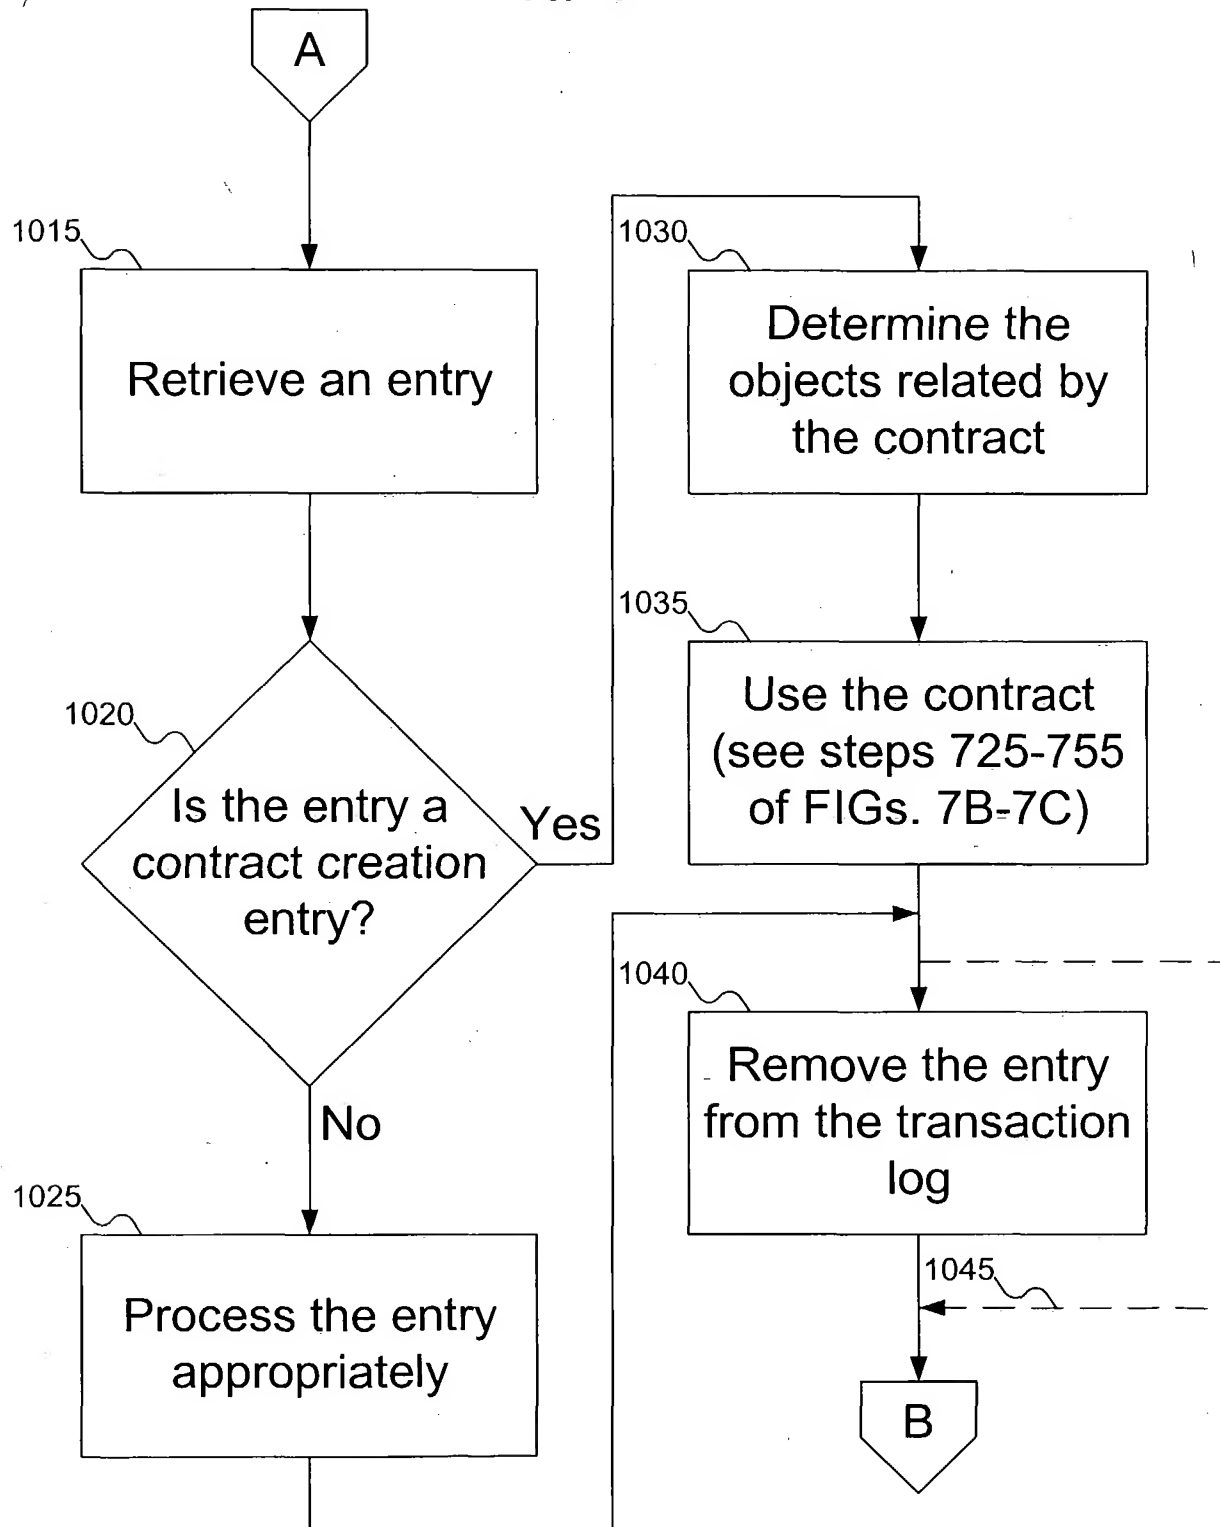 A
1015
Retrieve an entry
1020
Is the entry a
contract creation
entry?
Yes
No
1025
Process the entry
appropriately
1030
Determine the
objects related by
the contract
1035
Use the contract
(see steps 725-755
of FIGs. 7B-7C)
1040
Remove the entry
from the transaction
log
1045
B